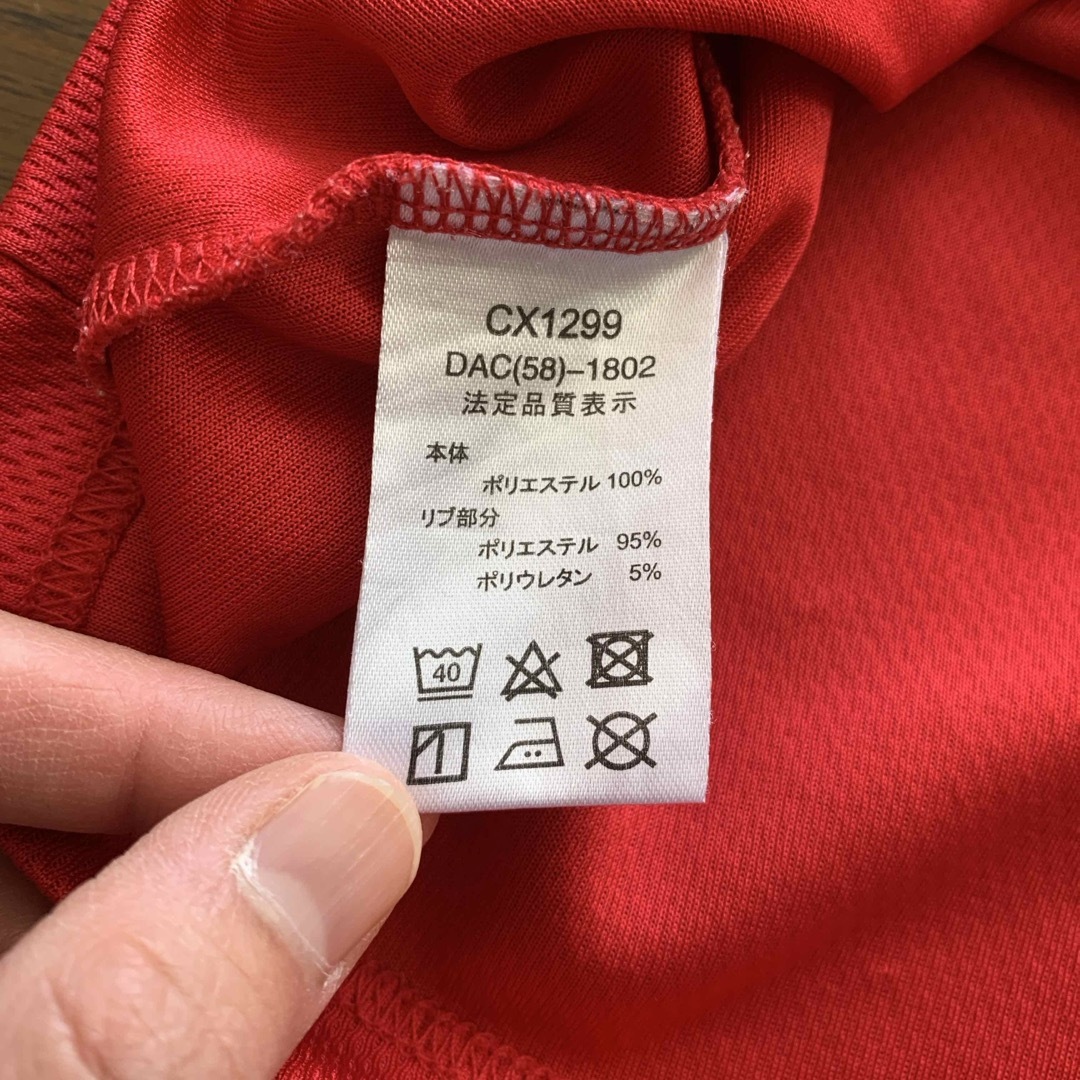 CX1299
DAC(58)–1802
法定品質表示
本体
ポリエステル 100%
リブ部分
ポリエステル 95%
ポリウレタン 5%
40